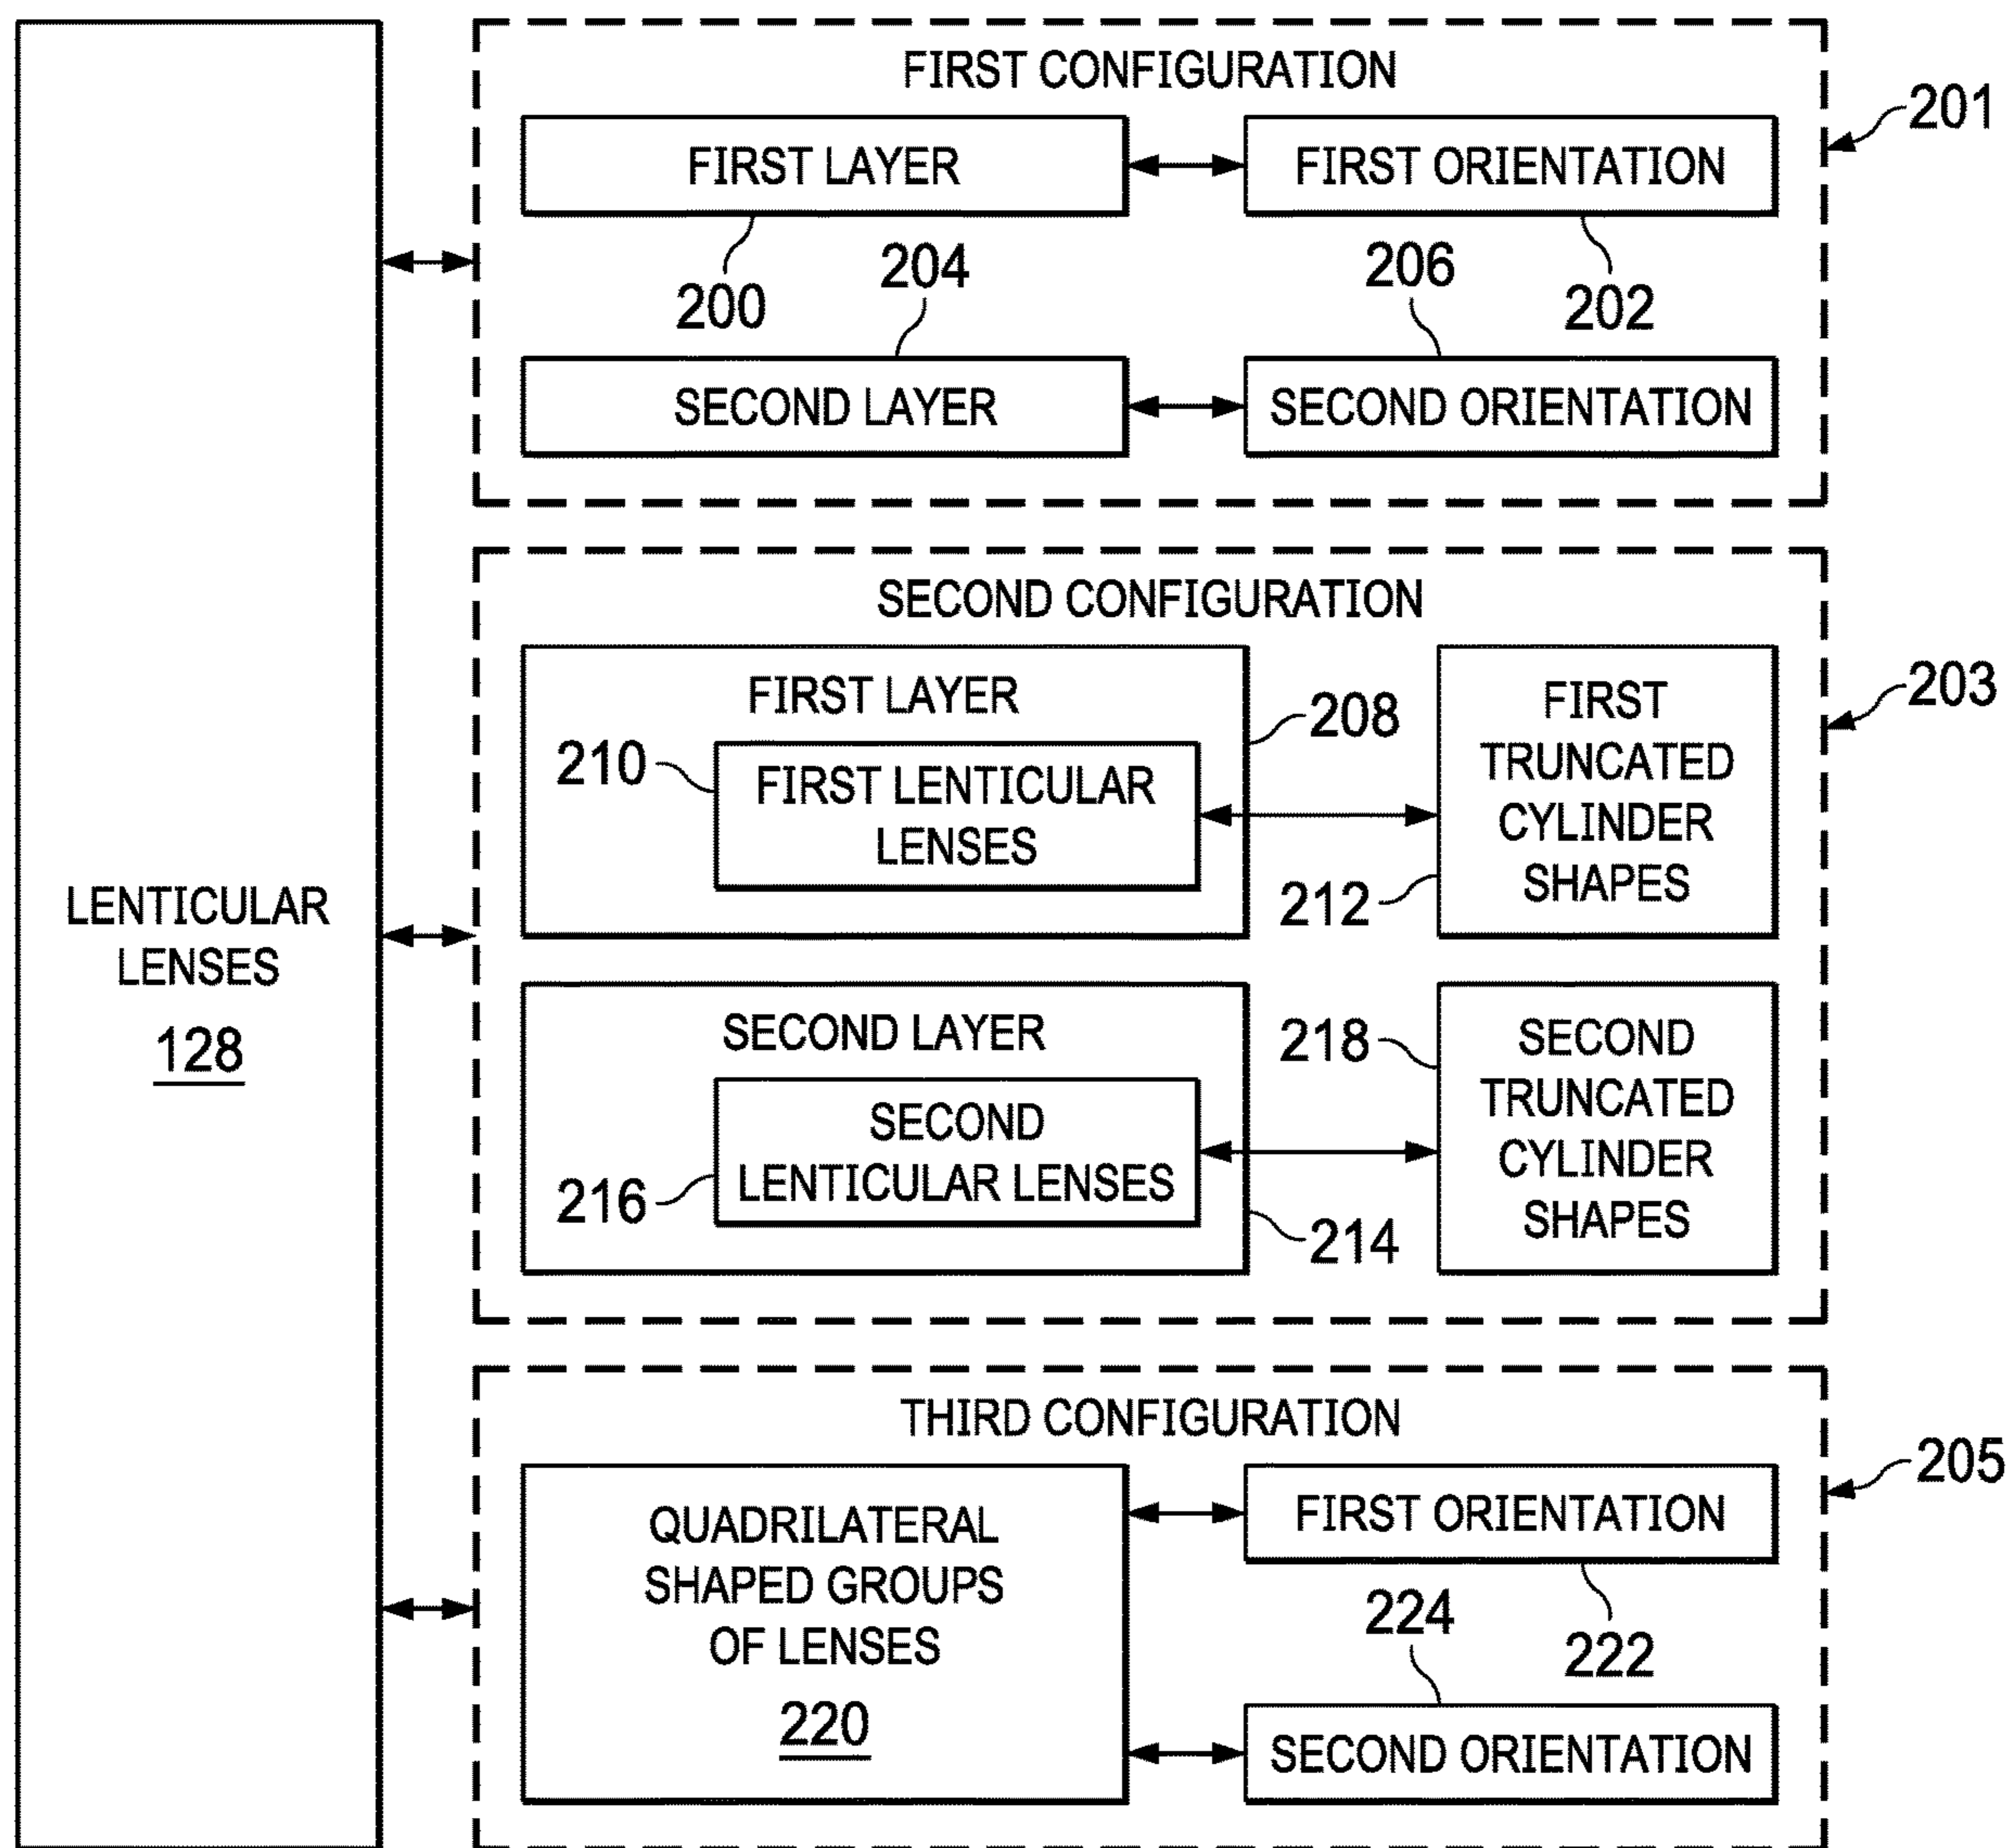 LENTICULAR
LENSES
128
FIRST CONFIGURATION
201
FIRST LAYER
FIRST ORIENTATION
200
204
206
202
SECOND LAYER
SECOND ORIENTATION
SECOND CONFIGURATION
203
FIRST LAYER
208
210
FIRST LENTICULAR
LENSES
FIRST
TRUNCATED
CYLINDER
SHAPES
212
SECOND LAYER
218
SECOND
LENTICULAR LENSES
216
214
SECOND
TRUNCATED
CYLINDER
SHAPES
THIRD CONFIGURATION
205
QUADRILATERAL
SHAPED GROUPS
OF LENSES
220
FIRST ORIENTATION
224
222
SECOND ORIENTATION